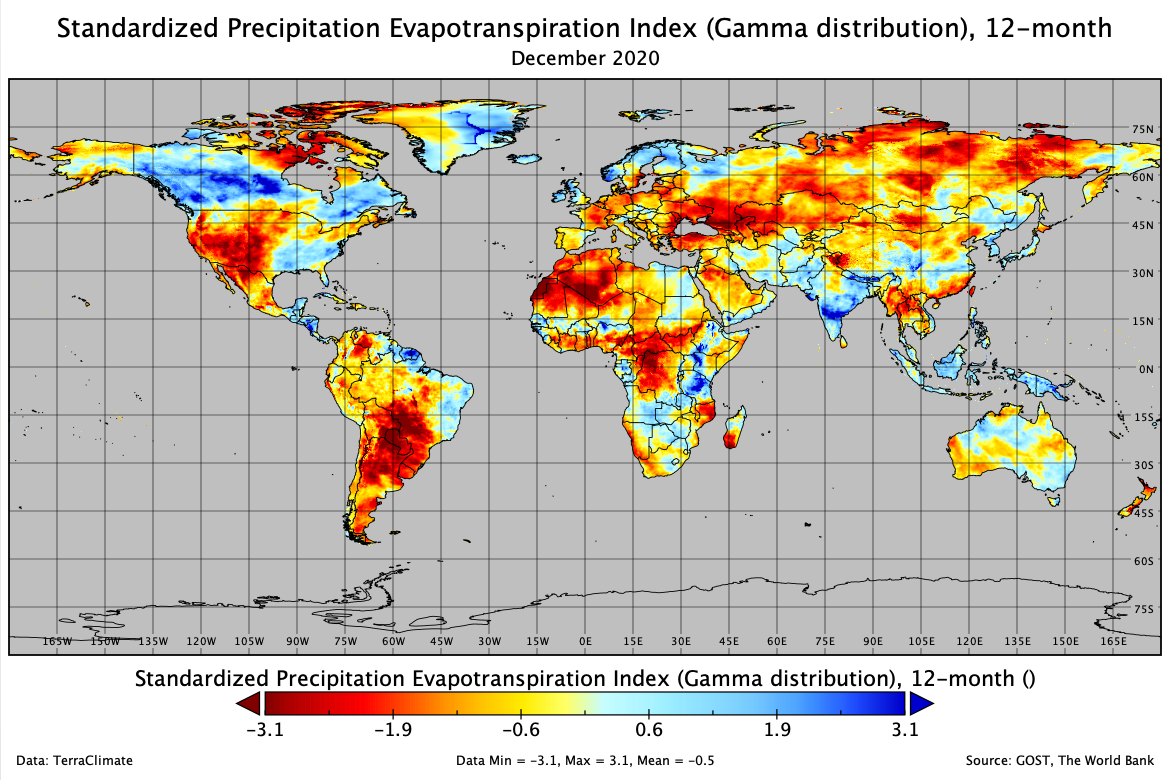 Standardized Precipitation Evapotranspiration Index (Gamma distribution), 12-month
December 2020
75N
60N
45N
30N
15N
0N
15S
30S
45S
60S
75S
165W 150W 135W 120W 105W 90W 75W 60W 45W 30W 15W 0E 15E 30E 45E 60E 75E 90E 105E 120E 135E 150E 165E
Standardized Precipitation Evapotranspiration Index (Gamma distribution), 12-month ()
-3.1 -1.9 -0.6 0.6 1.9 3.1
Data: TerraClimate Data Min = -3.1, Max = 3.1, Mean = -0.5 Source: GOST, The World Bank